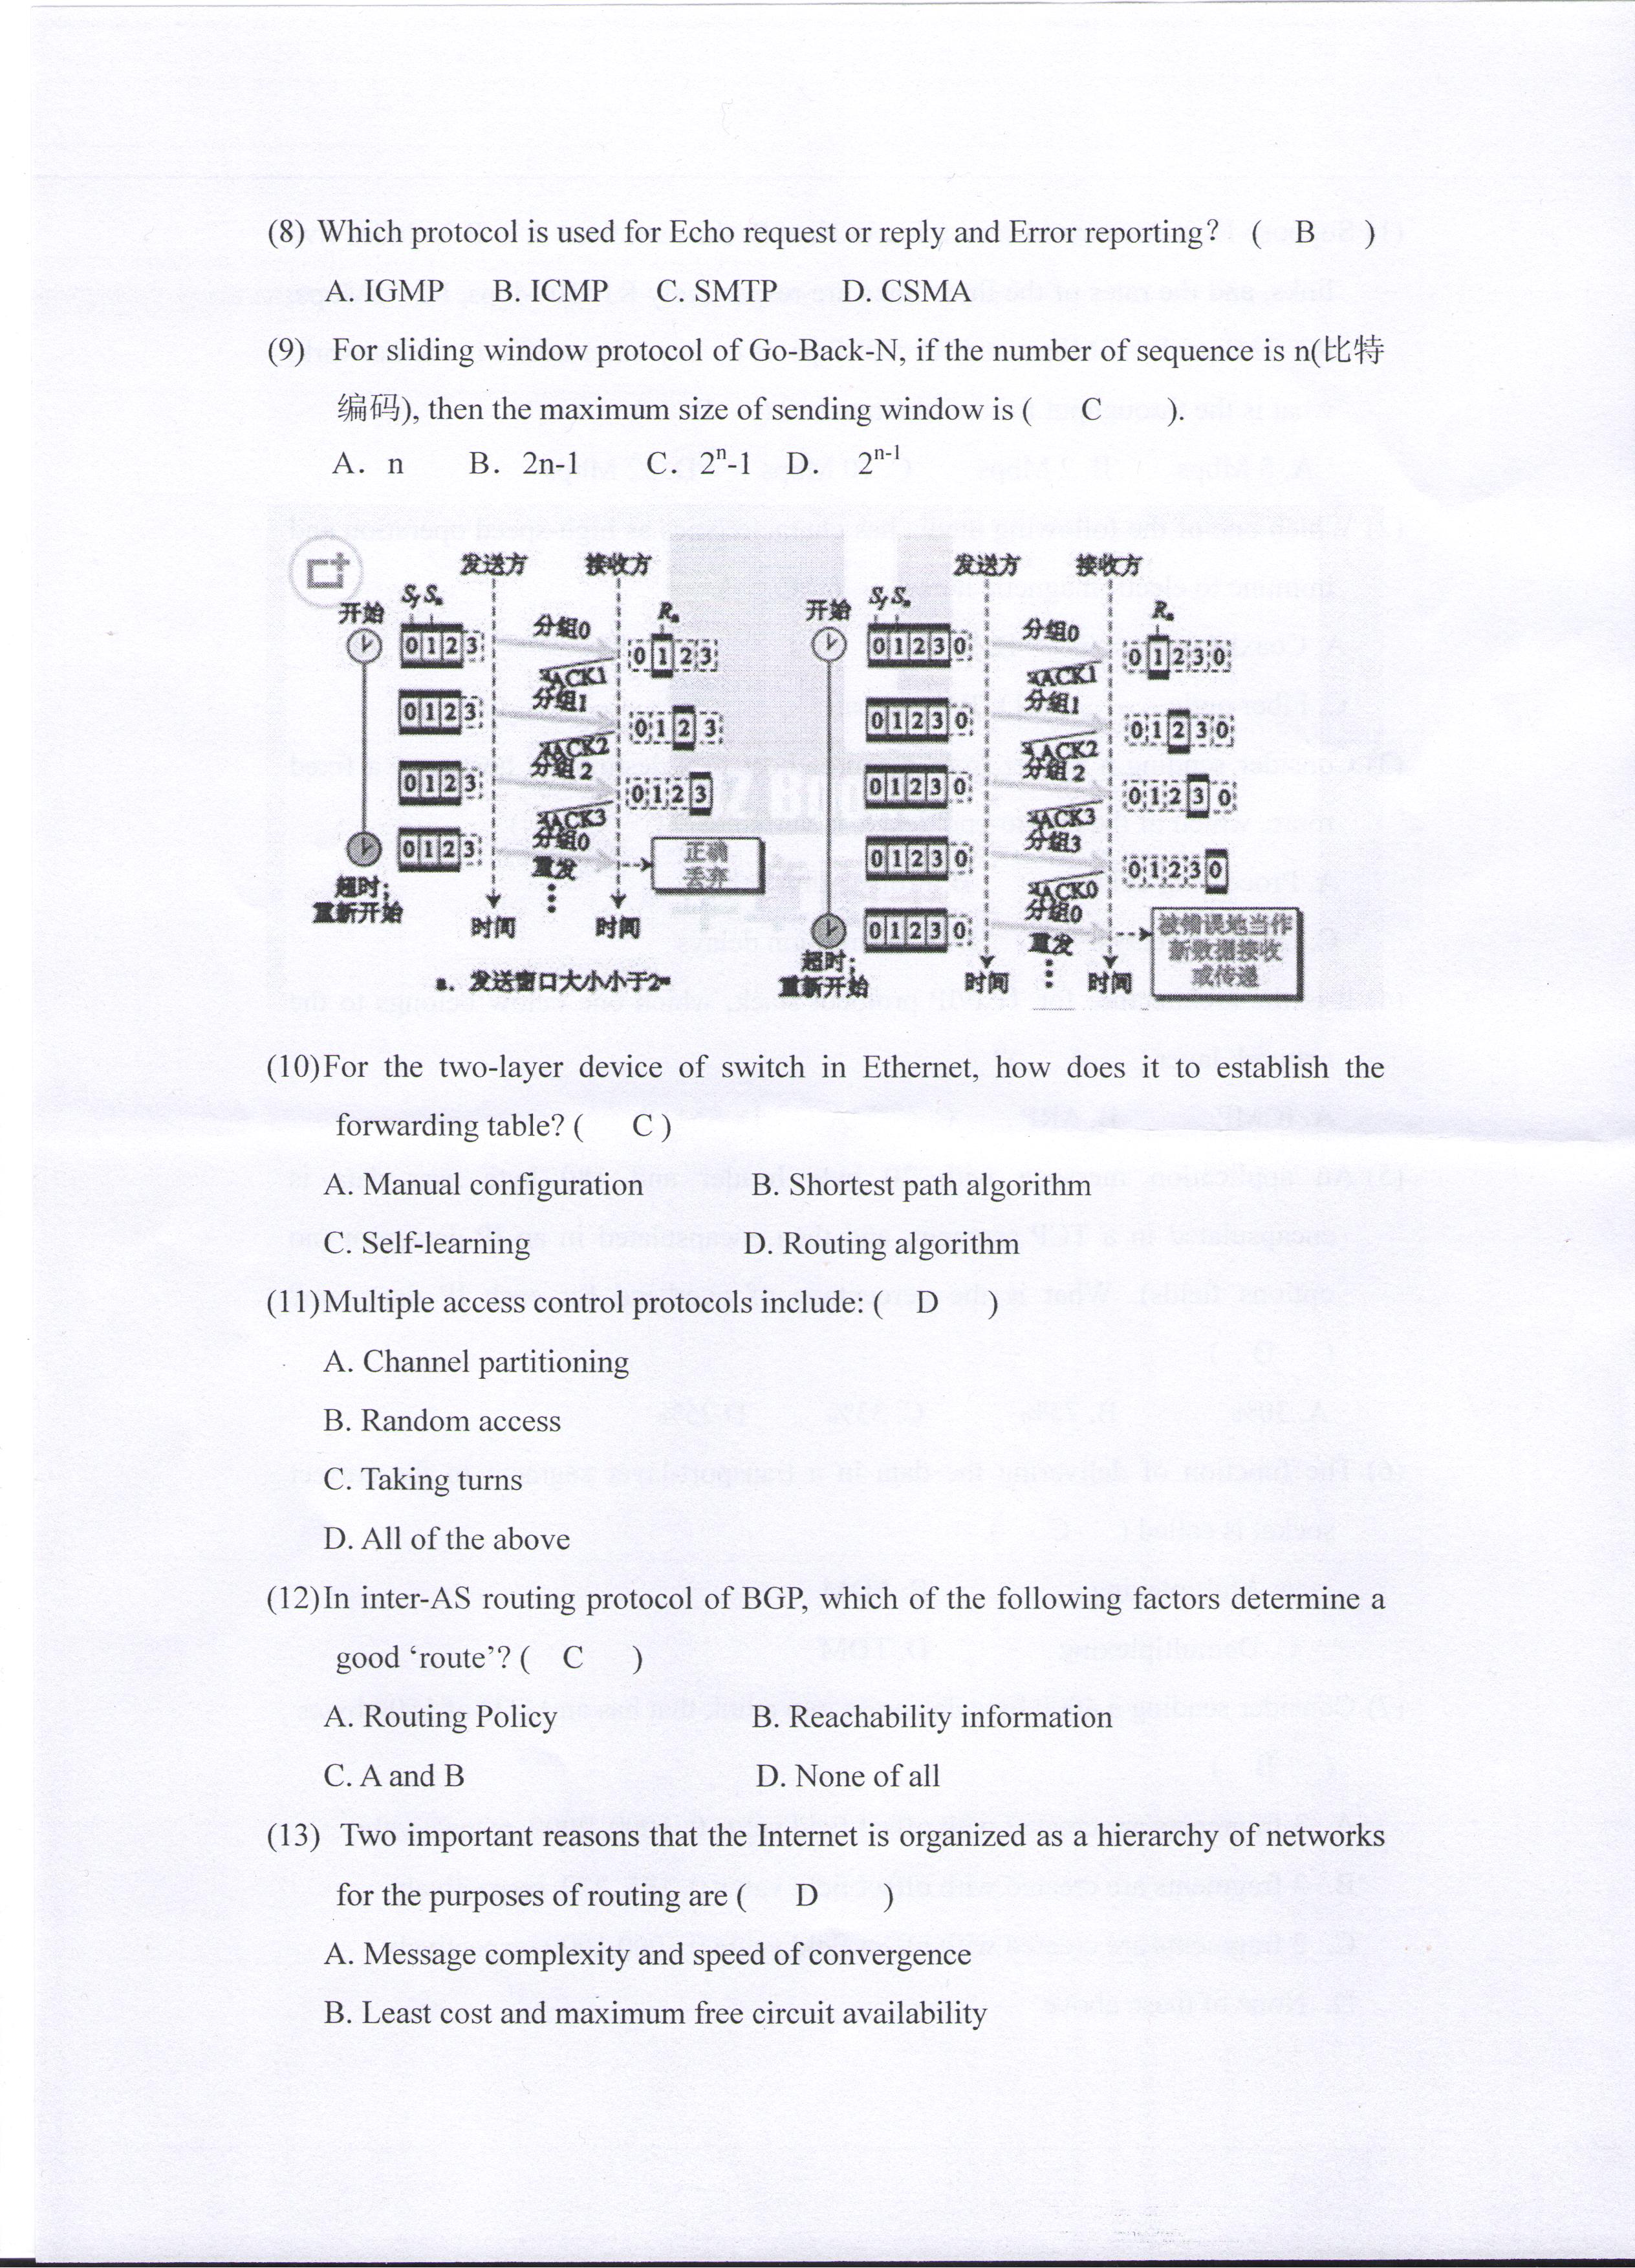 (8) Which protocol is used for Echo request or reply and Error reporting? ( B )
A. IGMP B. ICMP C. SMTP D. CSMA
(9) For sliding window protocol of Go-Back-N, if the number of sequence is n(比特
编码), then the maximum size of sending window is ( C ).
A. n B. 2n-1 C. 2ⁿ-1 D. 2ⁿ⁻¹
发送方 接收方 发送方 接收方
开始 Sf Sn Rn 开始 Sf Sn Rn
0 1 2 3 分组0 0 1 2 3 0 1 2 3 0 分组0 0 1 2 3 0
ACK1 ACK1
0 1 2 3 分组1 0 1 2 3 0 1 2 3 0 分组1 0 1 2 3 0
ACK2 ACK2
0 1 2 3 分组2 0 1 2 3 0 1 2 3 0 分组2 0 1 2 3 0
ACK3 ACK3
0 1 2 3 分组0 正确 0 1 2 3 0 分组3 0 1 2 3 0
重发 丢弃 ACK0
超时; 0 1 2 3 0 分组0 被错误地当作
重新开始 时间 时间 超时; 重发 新数据接收
重新开始 时间 时间 或传递
a. 发送窗口大小小于2ᵐ
(10)For the two-layer device of switch in Ethernet, how does it to establish the
forwarding table? ( C )
A. Manual configuration B. Shortest path algorithm
C. Self-learning D. Routing algorithm
(11)Multiple access control protocols include: ( D )
A. Channel partitioning
B. Random access
C. Taking turns
D. All of the above
(12)In inter-AS routing protocol of BGP, which of the following factors determine a
good ‘route’? ( C )
A. Routing Policy B. Reachability information
C. A and B D. None of all
(13) Two important reasons that the Internet is organized as a hierarchy of networks
for the purposes of routing are ( D )
A. Message complexity and speed of convergence
B. Least cost and maximum free circuit availability